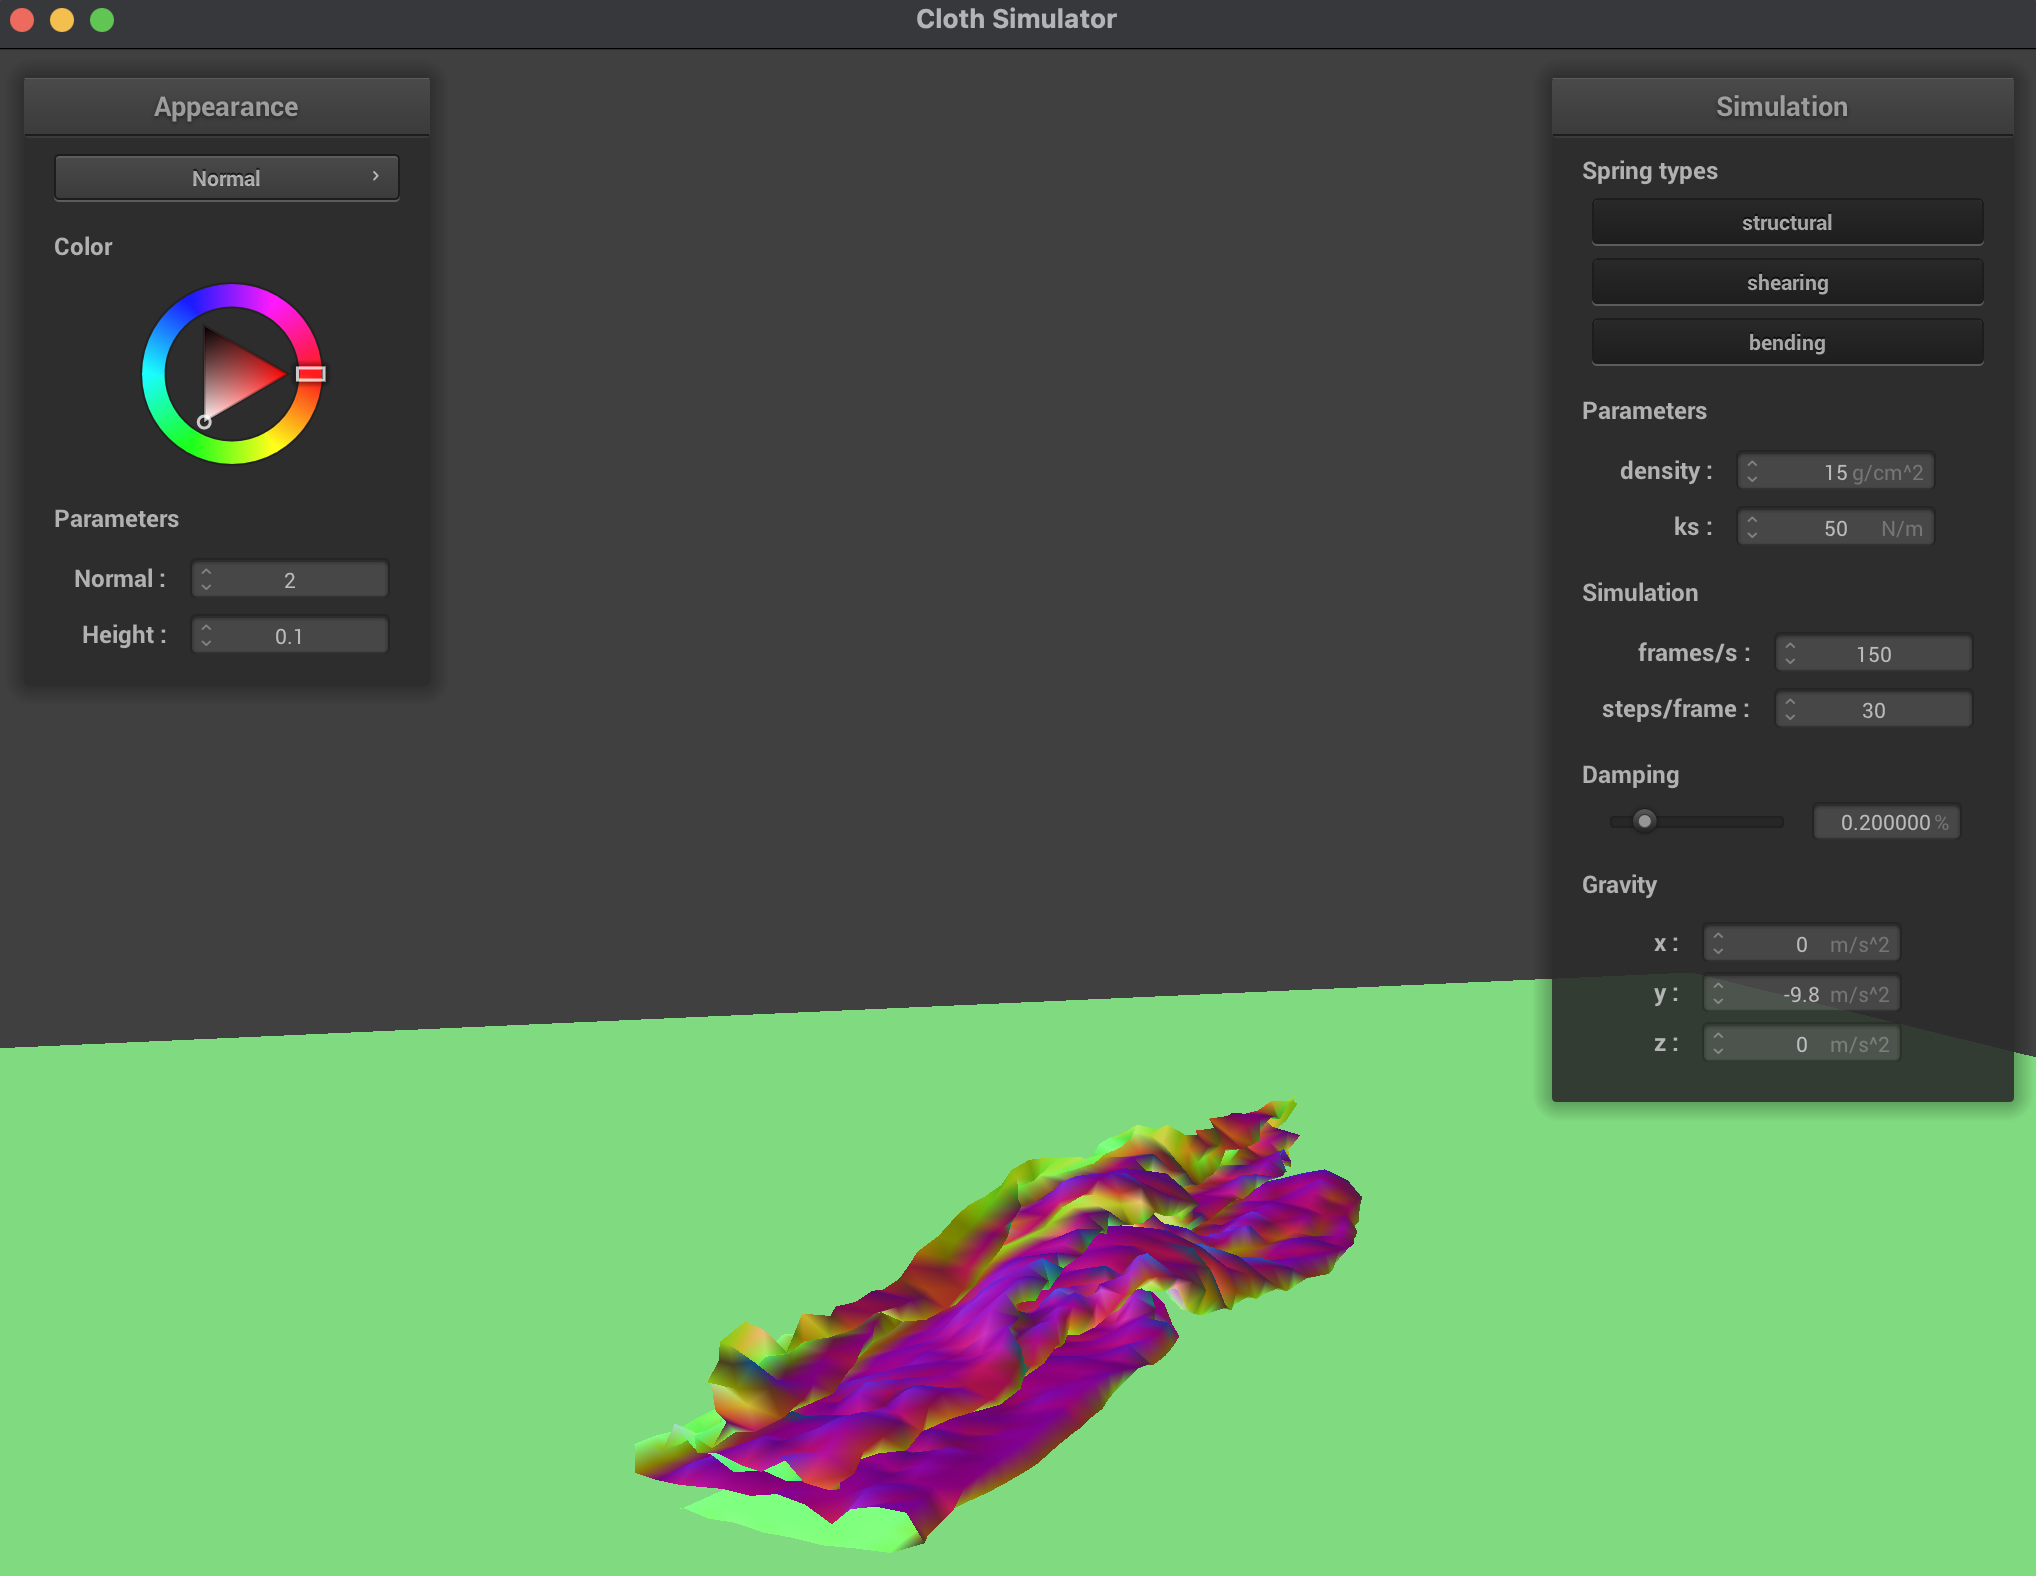 Cloth Simulator
Appearance
Normal
Color
Parameters
Normal : 2
Height : 0.1
Simulation
Spring types
structural
shearing
bending
Parameters
density : 15 g/cm^2
ks : 50 N/m
Simulation
frames/s : 150
steps/frame : 30
Damping
0.200000 %
Gravity
x : 0 m/s^2
y : -9.8 m/s^2
z : 0 m/s^2